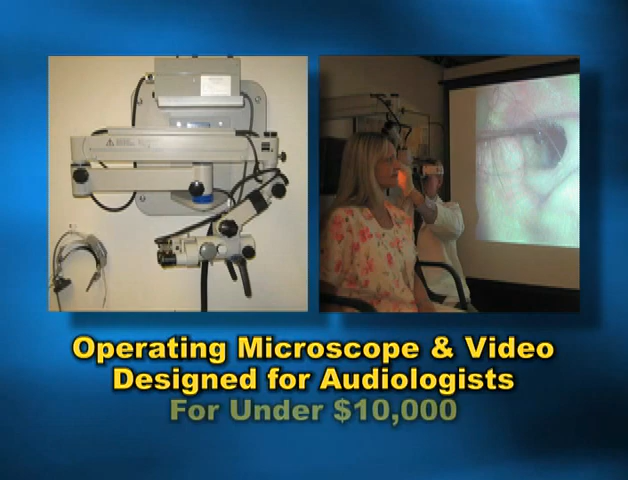 Operating Microscope & Video
Designed for Audiologists
For Under $10,000